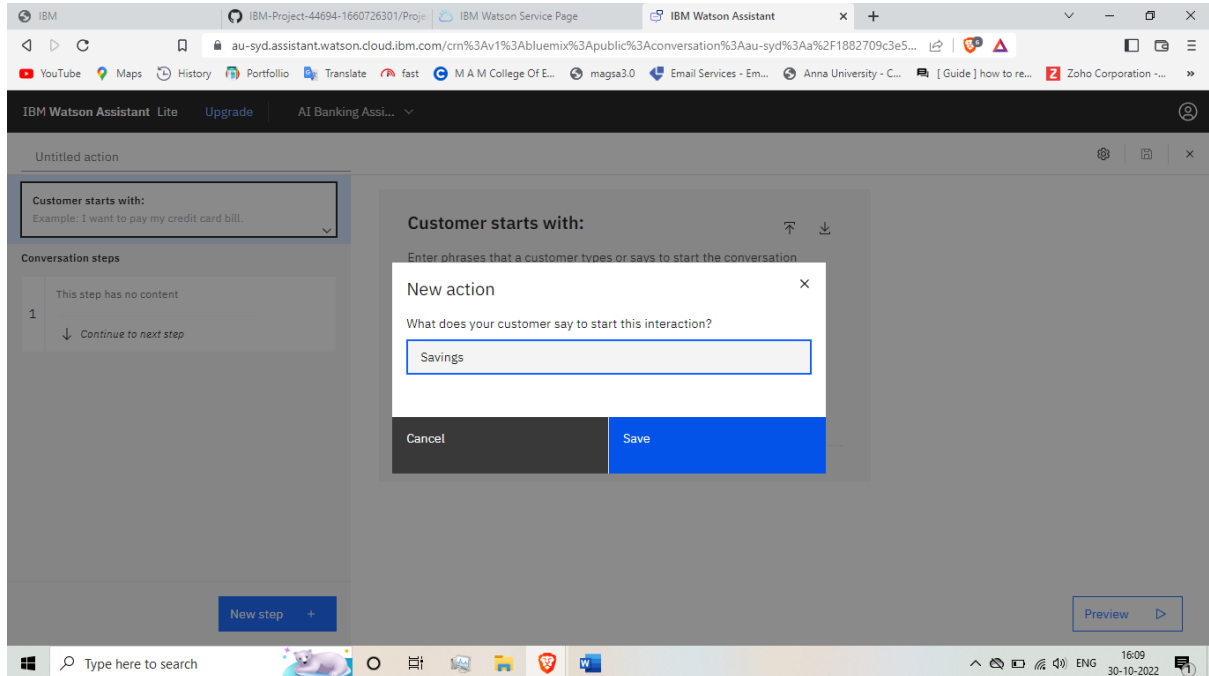 IBM
IBM-Project-44694-1660726301/Proje
IBM Watson Service Page
IBM Watson Assistant
au-syd.assistant.watson.cloud.ibm.com/crn%3Av1%3Abluemix%3Apublic%3Aconversation%3Aau-syd%3Aa%2F1882709c3e5...
6
YouTube
Maps
History
Portfollio
Translate
fast
M A M College Of E...
magsa3.0
Email Services - Em...
Anna University - C...
[ Guide ] how to re...
Zoho Corporation -...
IBM Watson Assistant Lite
Upgrade
AI Banking Assi...
Untitled action
Customer starts with:
Example: I want to pay my credit card bill.
Conversation steps
This step has no content
1
Continue to next step
New step +
Customer starts with:
Enter phrases that a customer types or says to start the conversation
New action
What does your customer say to start this interaction?
Savings
Cancel
Save
Preview
Type here to search
W
ENG
16:09
30-10-2022
1